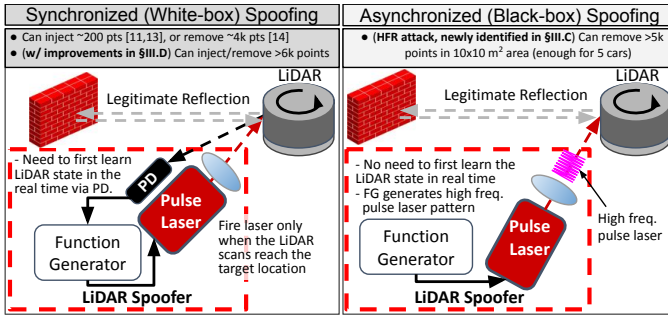 Synchronized (White-box) Spoofing
● Can inject ~200 pts [11,13], or remove ~4k pts [14]
● (w/ improvements in §III.D) Can inject/remove >6k points
LiDAR
Legitimate Reflection
- Need to first learn
LiDAR state in the
real time via PD.
PD
Pulse
Laser
Function
Generator
Fire laser only
when the LiDAR
scans reach the
target location
LiDAR Spoofer
Asynchronized (Black-box) Spoofing
● (HFR attack, newly identified in §III.C) Can remove >5k
points in 10x10 m² area (enough for 5 cars)
LiDAR
Legitimate Reflection
- No need to first learn the
LiDAR state in real time
- FG generates high freq.
pulse laser pattern
Pulse
Laser
High freq.
pulse laser
Function
Generator
LiDAR Spoofer